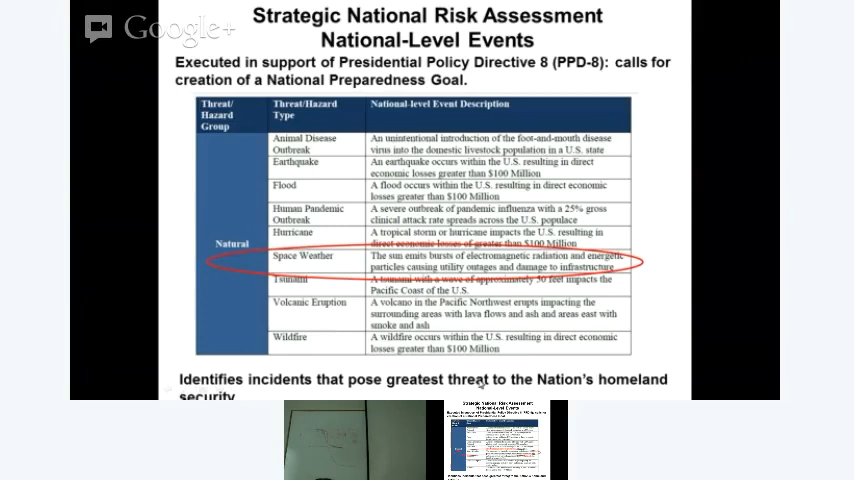 Google+
Strategic National Risk Assessment
National-Level Events
Executed in support of Presidential Policy Directive 8 (PPD-8): calls for
creation of a National Preparedness Goal.
Threat/
Hazard
Group
Threat/Hazard
Type
National-level Event Description
Natural
Animal Disease
Outbreak
An unintentional introduction of the foot-and-mouth disease
virus into the domestic livestock population in a U.S. state
Earthquake
An earthquake occurs within the U.S. resulting in direct
economic losses greater than $100 Million
Flood
A flood occurs within the U.S. resulting in direct economic
losses greater than $100 Million
Human Pandemic
Outbreak
A severe outbreak of pandemic influenza with a 25% gross
clinical attack rate spreads across the U.S. populace
Hurricane
A tropical storm or hurricane impacts the U.S. resulting in
direct economic losses of greater than $100 Million
Space Weather
The sun emits bursts of electromagnetic radiation and energetic
particles causing utility outages and damage to infrastructure
Tsunami
A tsunami with a wave of approximately 50 feet impacts the
Pacific Coast of the U.S.
Volcanic Eruption
A volcano in the Pacific Northwest erupts impacting the
surrounding areas with lava flows and ash and areas east with
smoke and ash
Wildfire
A wildfire occurs within the U.S. resulting in direct economic
losses greater than $100 Million
Identifies incidents that pose greatest threat to the Nation's homeland
security
Strategic National Risk Assessment
National-Level Events